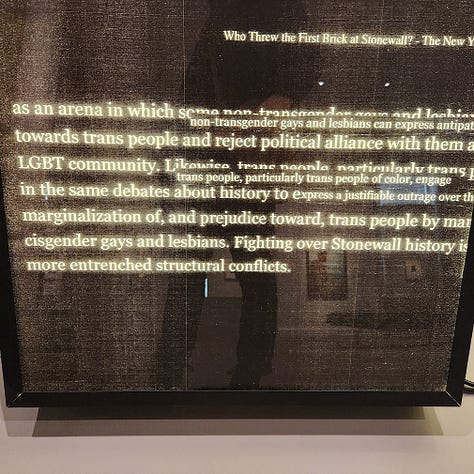 Who Threw the First Brick at Stonewall? - The New Y
as an arena in which some non-transgender gays and lesbian
non-transgender gays and lesbians can express antipat
towards trans people and reject political alliance with them a
LGBT community. Likewise, trans people, particularly trans p
trans people, particularly trans people of color, engage
in the same debates about history to express a justifiable outrage over th
marginalization of, and prejudice toward, trans people by mai
cisgender gays and lesbians. Fighting over Stonewall history is
more entrenched structural conflicts.